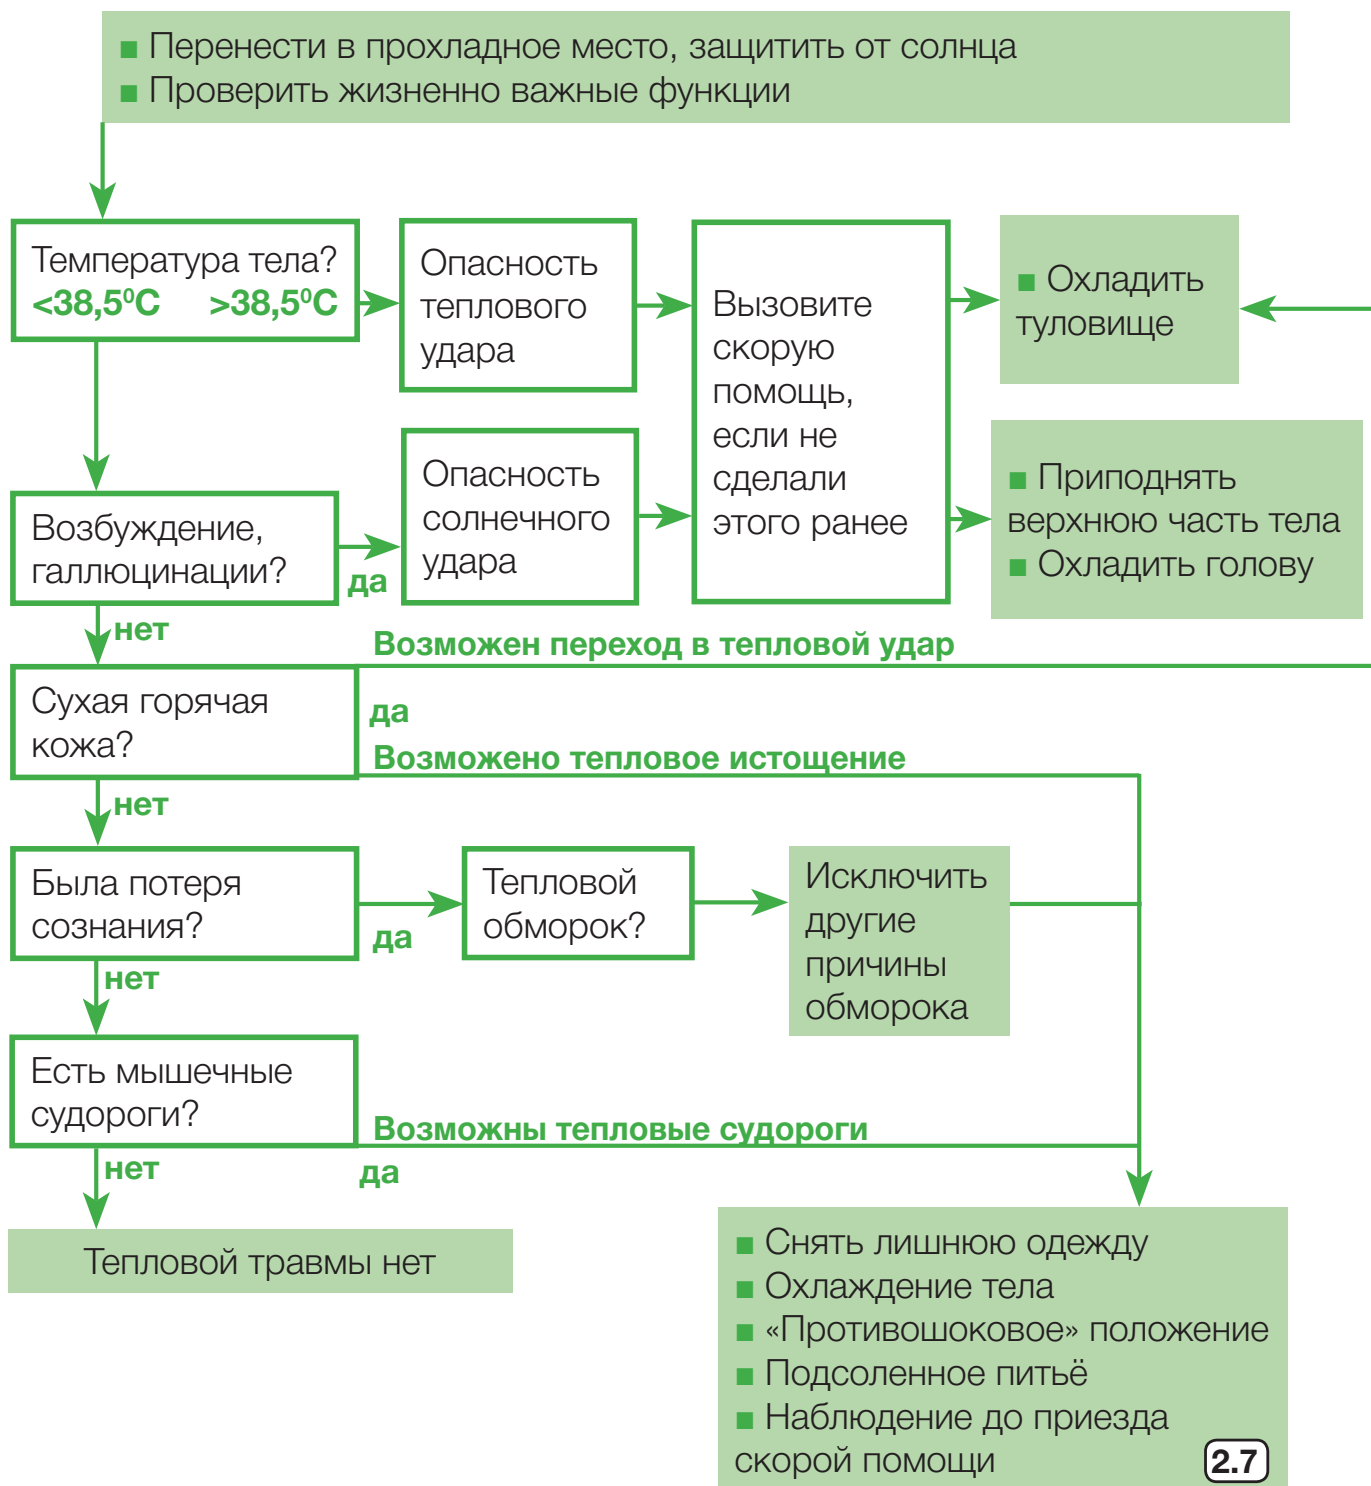 ■ Перенести в прохладное место, защитить от солнца
■ Проверить жизненно важные функции
Температура тела?
<38,5⁰C >38,5⁰C
Опасность
теплового
удара
Вызовите
скорую
помощь,
если не
сделали
этого ранее
■ Охладить
туловище
Возбуждение,
галлюцинации?
да
Опасность
солнечного
удара
■ Приподнять
верхнюю часть тела
■ Охладить голову
нет
Возможен переход в тепловой удар
Сухая горячая
кожа?
да
Возможено тепловое истощение
нет
Была потеря
сознания?
да
Тепловой
обморок?
Исключить
другие
причины
обморока
нет
Есть мышечные
судороги?
Возможны тепловые судороги
да
нет
Тепловой травмы нет
■ Снять лишнюю одежду
■ Охлаждение тела
■ «Противошоковое» положение
■ Подсоленное питьё
■ Наблюдение до приезда
скорой помощи
2.7